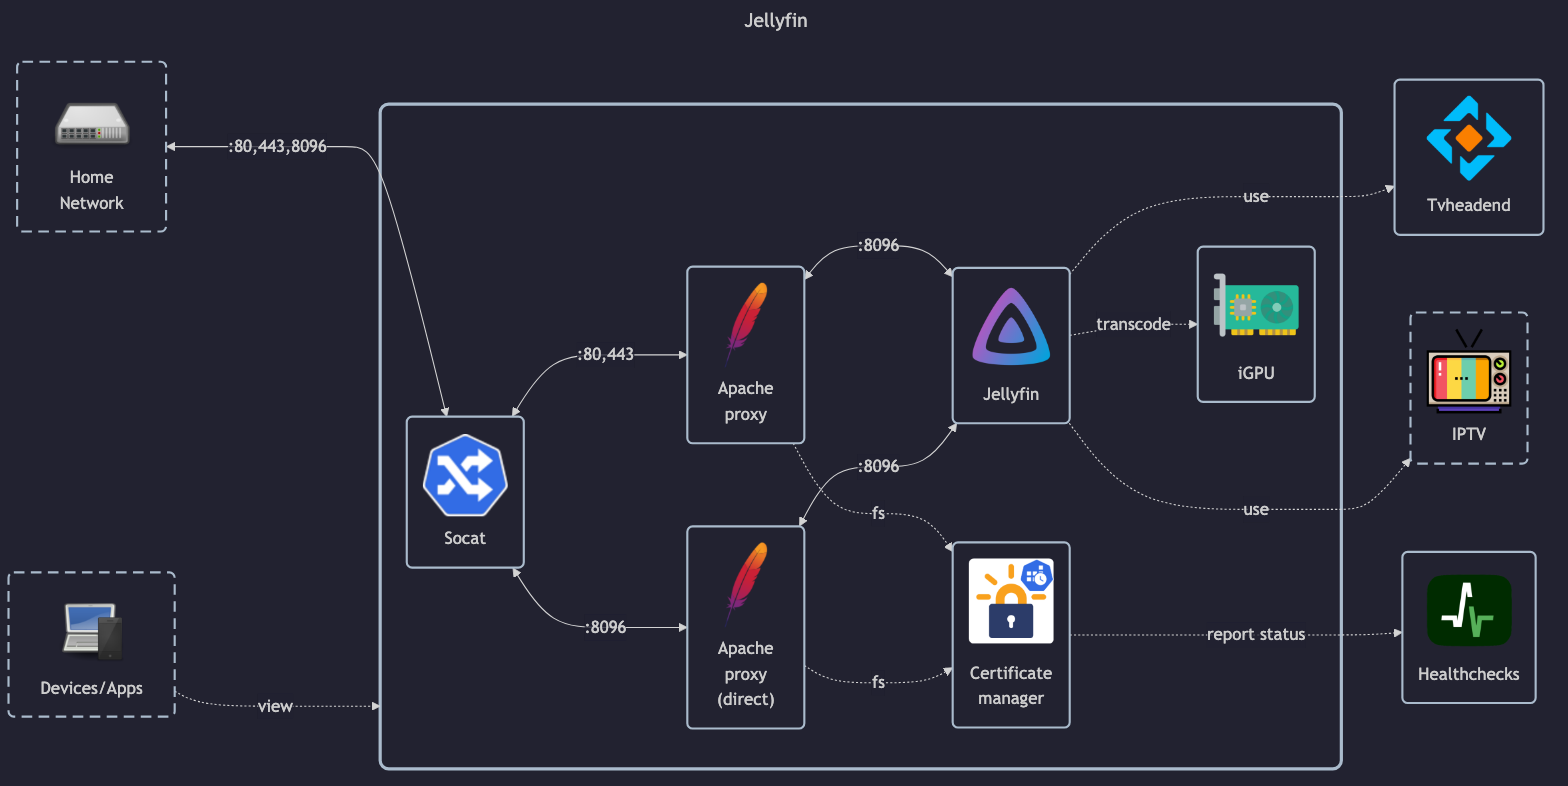 Jellyfin
Home
Network
:80,443,8096
Tvheadend
use
:8096
:80,443
Apache
proxy
Jellyfin
transcode
iGPU
IPTV
:8096
use
fs
Socat
:8096
Apache
proxy
(direct)
fs
Certificate
manager
report status
Healthchecks
Devices/Apps
view